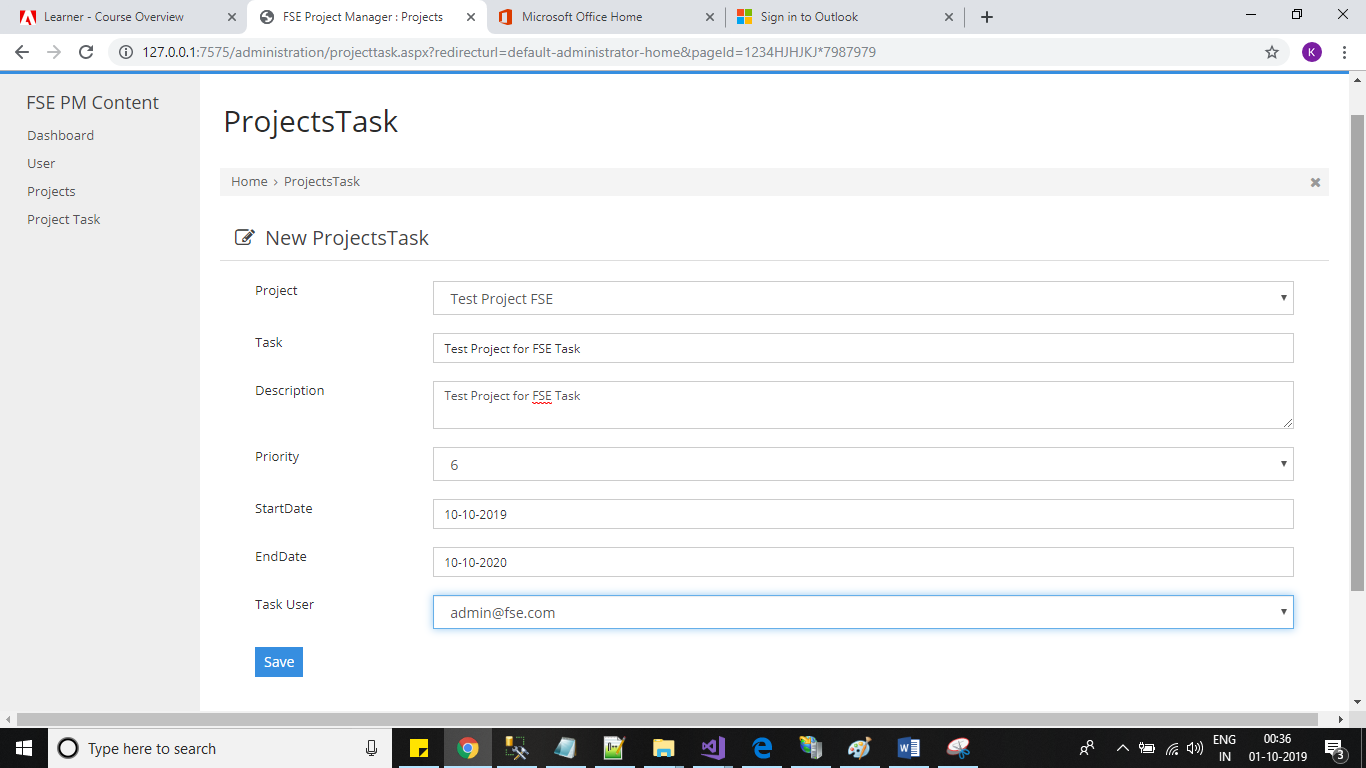 Learner - Course Overview
FSE Project Manager : Projects
Microsoft Office Home
Sign in to Outlook
127.0.0.1:7575/administration/projecttask.aspx?redirecturl=default-administrator-home&pageId=1234HJHJKJ*7987979
K
FSE PM Content
Dashboard
User
Projects
Project Task
ProjectsTask
Home › ProjectsTask
New ProjectsTask
Project
Test Project FSE
Task
Test Project for FSE Task
Description
Test Project for FSE Task
Priority
6
StartDate
10-10-2019
EndDate
10-10-2020
Task User
admin@fse.com
Save
Type here to search
ENG
IN
00:36
01-10-2019
3